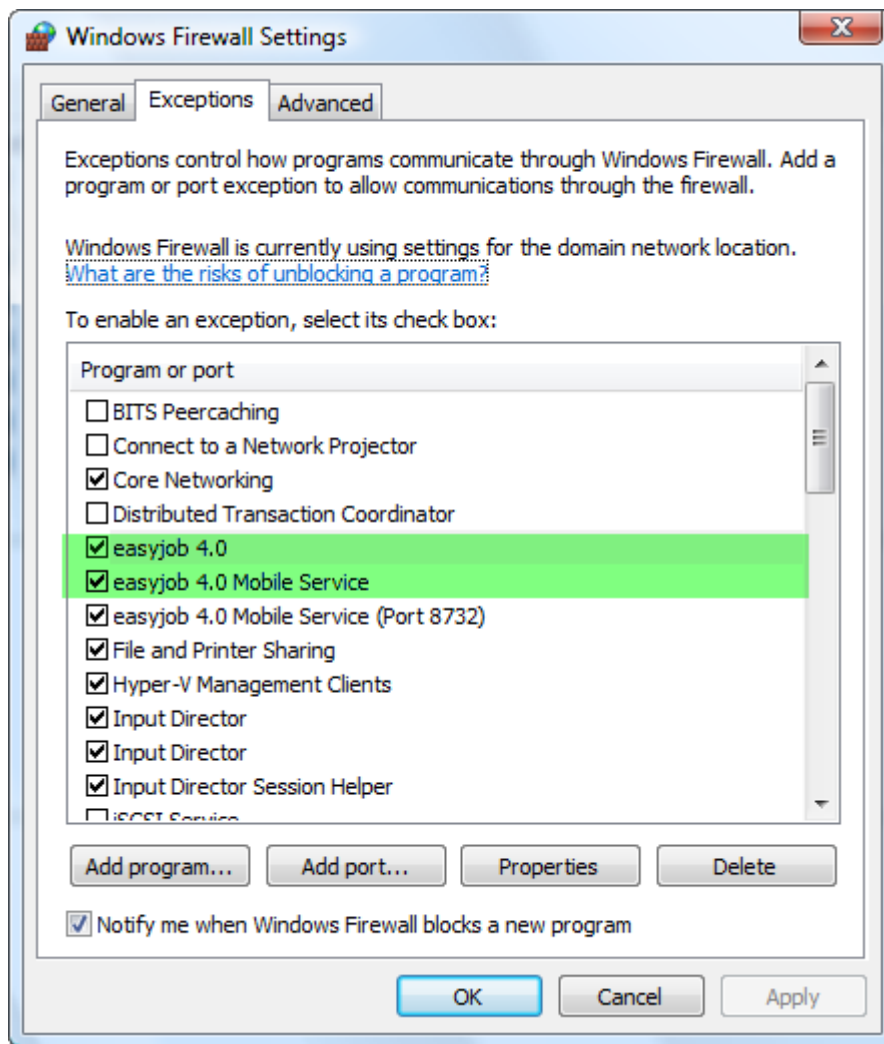 Windows Firewall Settings
General Exceptions Advanced
Exceptions control how programs communicate through Windows Firewall. Add a
program or port exception to allow communications through the firewall.
Windows Firewall is currently using settings for the domain network location.
What are the risks of unblocking a program?
To enable an exception, select its check box:
Program or port
BITS Peercaching
Connect to a Network Projector
Core Networking
Distributed Transaction Coordinator
easyjob 4.0
easyjob 4.0 Mobile Service
easyjob 4.0 Mobile Service (Port 8732)
File and Printer Sharing
Hyper-V Management Clients
Input Director
Input Director
Input Director Session Helper
iSCSI Service
Add program... Add port... Properties Delete
Notify me when Windows Firewall blocks a new program
OK Cancel Apply